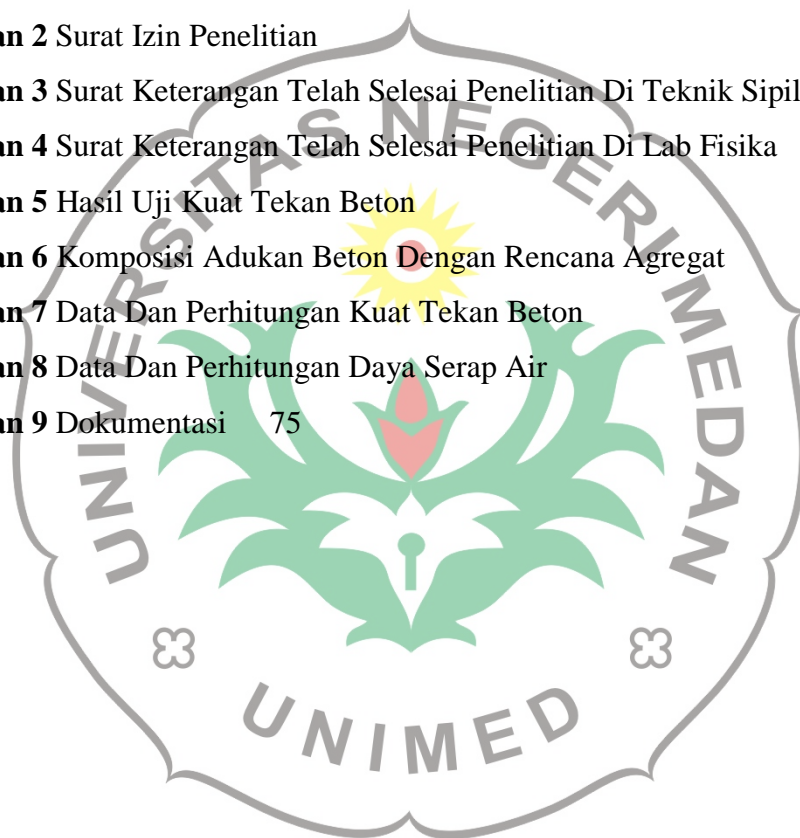 an 2 Surat Izin Penelitian
an 3 Surat Keterangan Telah Selesai Penelitian Di Teknik Sipil
an 4 Surat Keterangan Telah Selesai Penelitian Di Lab Fisika
an 5 Hasil Uji Kuat Tekan Beton
an 6 Komposisi Adukan Beton Dengan Rencana Agregat
an 7 Data Dan Perhitungan Kuat Tekan Beton
an 8 Data Dan Perhitungan Daya Serap Air
an 9 Dokumentasi 75
UNIVERSITAS NEGERI MEDAN
UNIMED